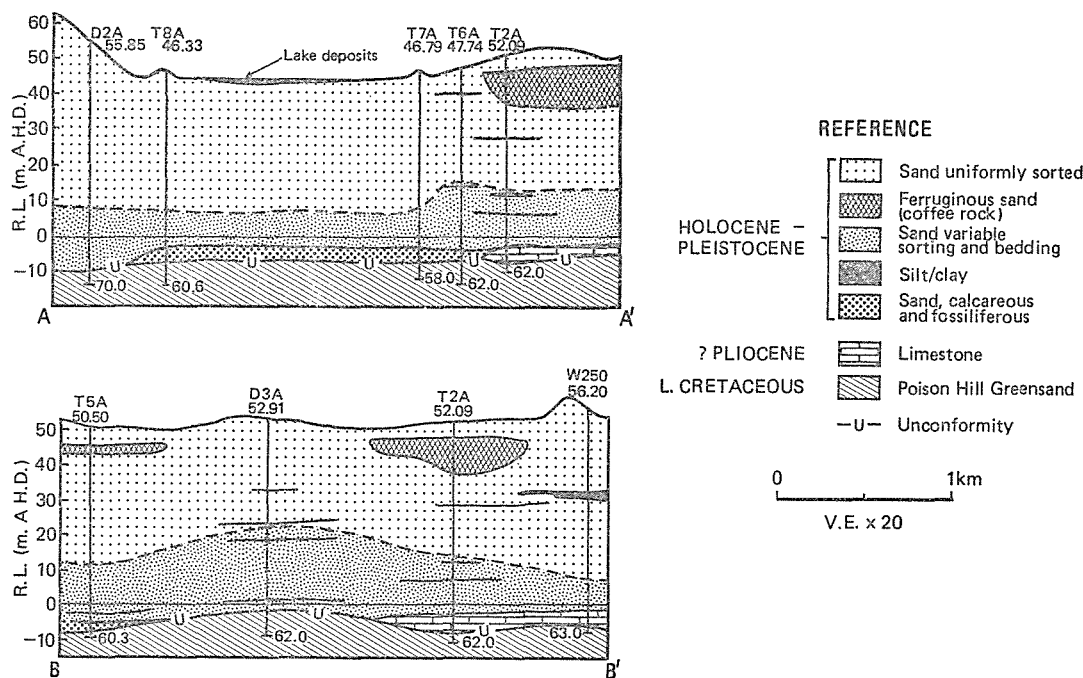 60
50
40
30
20
10
0
-10
R.L. (m. A.H.D.)
D2A
55.85
T8A
46.33
Lake deposits
T7A
46.79
T6A
47.74
T2A
52.09
U
U
U
U
70.0
60.6
58.0
62.0
62.0
A
A'
T5A
50.50
D3A
52.91
T2A
52.09
W250
56.20
50
40
30
20
10
0
-10
R.L. (m. A H.D.)
U
U
U
60.3
62.0
62.0
63.0
B
B'
REFERENCE
HOLOCENE –
PLEISTOCENE
Sand uniformly sorted
Ferruginous sand
(coffee rock)
Sand variable
sorting and bedding
Silt/clay
Sand, calcareous
and fossiliferous
? PLIOCENE
Limestone
L. CRETACEOUS
Poison Hill Greensand
—U— Unconformity
0 1km
V.E. x 20